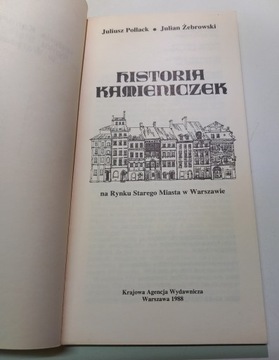 Juliusz Pollack • Julian Żebrowski
HISTORIA
KAMIENICZEK
na Rynku Starego Miasta w Warszawie
Krajowa Agencja Wydawnicza
Warszawa 1988